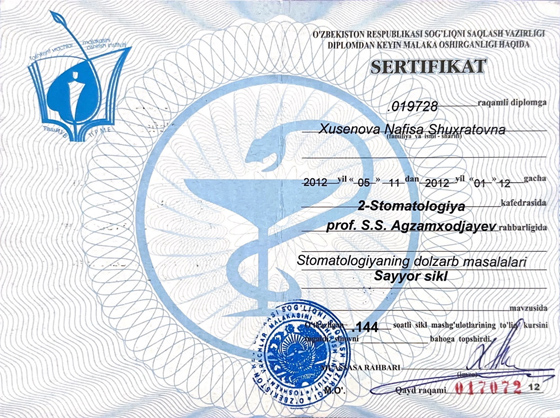 O'ZBEKISTON RESPUBLIKASI SOG'LIQNI SAQLASH VAZIRLIGI
DIPLOMDAN KEYIN MALAKA OSHIRGANLIGI HAQIDA
SERTIFIKAT
.019728 raqamli diplomga
Xusenova Nafisa Shuxratovna
(familiya va ismi - sharifi)
2012 yil «05» 11 dan 2012 yil «01» 12 gacha
2-Stomatologiya kafedrasida
prof. S.S. Agzamxodjayev rahbarligida
Stomatologiyaning dolzarb masalalari
Sayyor sikl
mavzusida
.144 soatli sikl mashg'ulotlarining to'liq kursini
bahoga topshirdi.
RAHBARI
(imzosi)
M.O'. Qayd raqami 017072 12